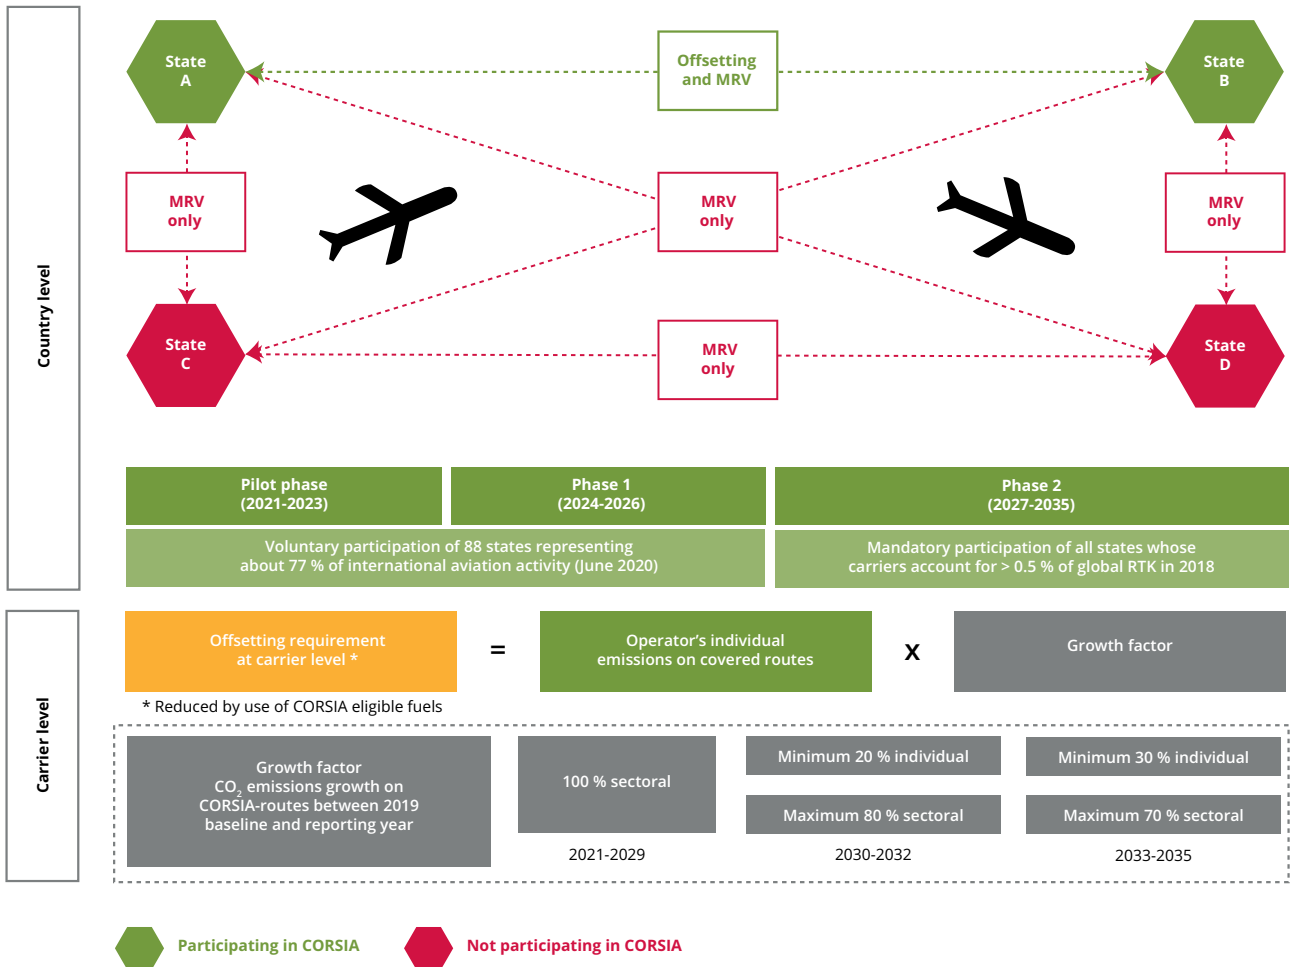 Country level
State
A
Offsetting
and MRV
State
B
MRV
only
MRV
only
MRV
only
State
C
MRV
only
State
D
Pilot phase
(2021-2023)
Phase 1
(2024-2026)
Phase 2
(2027-2035)
Voluntary participation of 88 states representing
about 77 % of international aviation activity (June 2020)
Mandatory participation of all states whose
carriers account for > 0.5 % of global RTK in 2018
Carrier level
Offsetting requirement
at carrier level *
=
Operator’s individual
emissions on covered routes
x
Growth factor
* Reduced by use of CORSIA eligible fuels
Growth factor
CO2 emissions growth on
CORSIA-routes between 2019
baseline and reporting year
100 % sectoral
2021-2029
Minimum 20 % individual
Maximum 80 % sectoral
2030-2032
Minimum 30 % individual
Maximum 70 % sectoral
2033-2035
Participating in CORSIA
Not participating in CORSIA